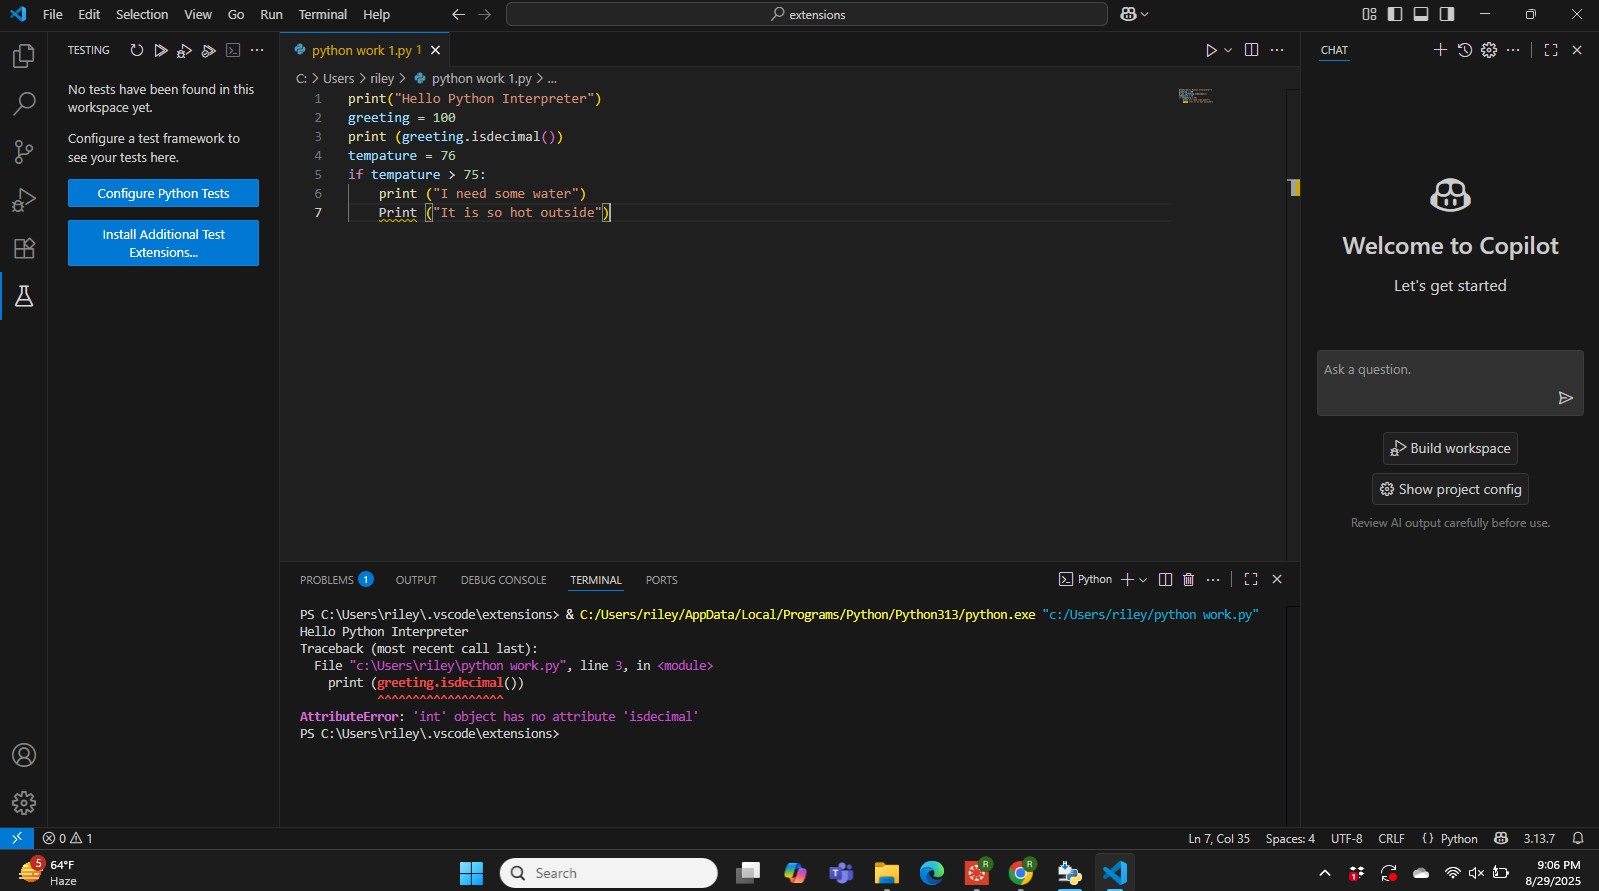 File Edit Selection View Go Run Terminal Help
extensions
TESTING
No tests have been found in this
workspace yet.
Configure a test framework to
see your tests here.
Configure Python Tests
Install Additional Test
Extensions...
python work 1.py 1
C: > Users > riley > python work 1.py > ...
1 print("Hello Python Interpreter")
2 greeting = 100
3 print (greeting.isdecimal())
4 tempature = 76
5 if tempature > 75:
6 print ("I need some water")
7 Print ("It is so hot outside")
CHAT
Welcome to Copilot
Let's get started
Ask a question.
Build workspace
Show project config
Review AI output carefully before use.
PROBLEMS 1 OUTPUT DEBUG CONSOLE TERMINAL PORTS
Python
PS C:\Users\riley\.vscode\extensions> & C:/Users/riley/AppData/Local/Programs/Python/Python313/python.exe "c:/Users/riley/python work.py"
Hello Python Interpreter
Traceback (most recent call last):
File "c:\Users\riley\python work.py", line 3, in <module>
print (greeting.isdecimal())
^^^^^^^^^^^^^^^^^^
AttributeError: 'int' object has no attribute 'isdecimal'
PS C:\Users\riley\.vscode\extensions>
0 1
Ln 7, Col 35 Spaces: 4 UTF-8 CRLF {} Python 3.13.7
5
64°F
Haze
Search
R
R
1
9:06 PM
8/29/2025